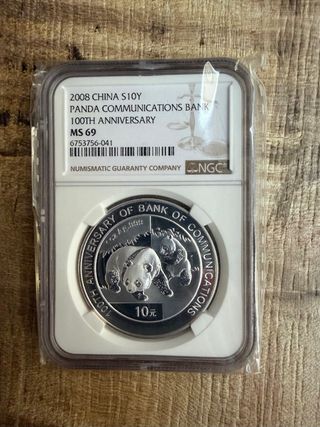 2008 CHINA S10Y
PANDA COMMUNICATIONS BANK
100TH ANNIVERSARY
MS 69
6753756-041
NUMISMATIC GUARANTY COMPANY
NGC
100TH ANNIVERSARY OF BANK OF COMMUNICATIONS
10元